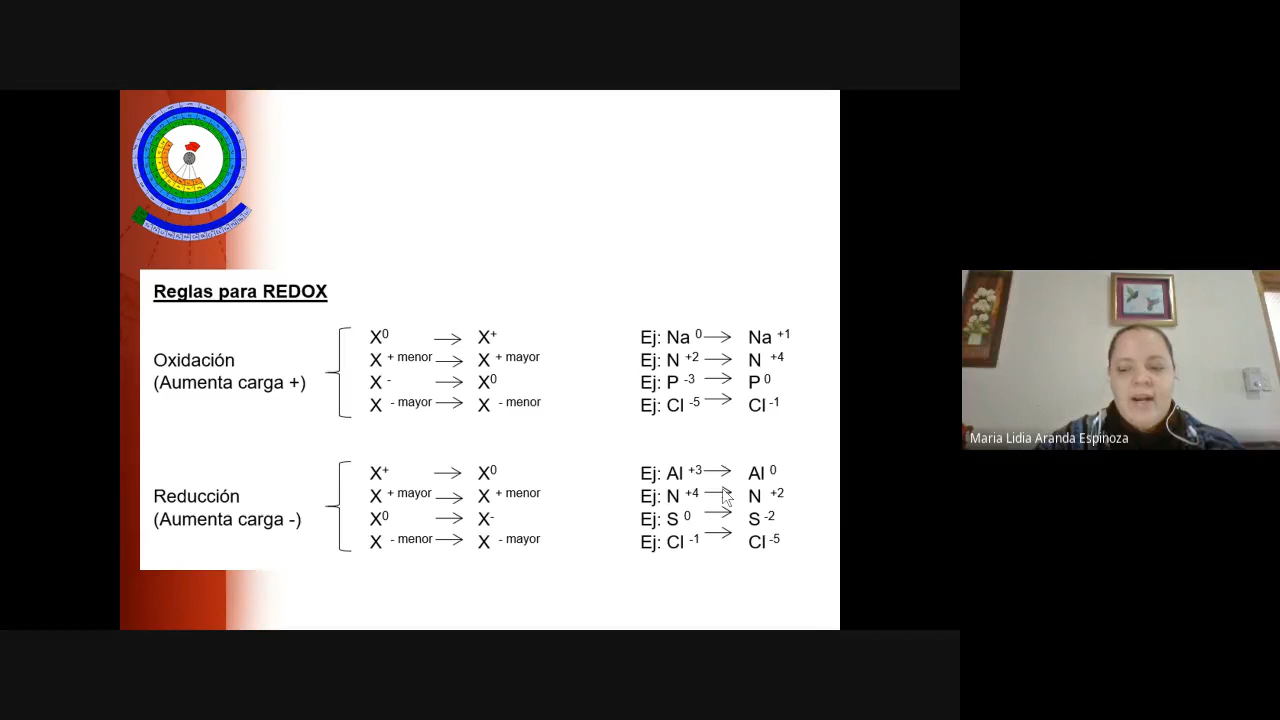 Reglas para REDOX
X⁰ → X⁺ Ej: Na ⁰ → Na ⁺¹
Oxidación X ⁺ ᵐᵉⁿᵒʳ → X ⁺ ᵐᵃʸᵒʳ Ej: N ⁺² → N ⁺⁴
(Aumenta carga +) X ⁻ → X⁰ Ej: P ⁻³ → P ⁰
X ⁻ ᵐᵃʸᵒʳ → X ⁻ ᵐᵉⁿᵒʳ Ej: Cl ⁻⁵ → Cl ⁻¹
X⁺ → X⁰ Ej: Al ⁺³ → Al ⁰
Reducción X ⁺ ᵐᵃʸᵒʳ → X ⁺ ᵐᵉⁿᵒʳ Ej: N ⁺⁴ → N ⁺²
(Aumenta carga -) X⁰ → X⁻ Ej: S ⁰ → S ⁻²
X ⁻ ᵐᵉⁿᵒʳ → X ⁻ ᵐᵃʸᵒʳ Ej: Cl ⁻¹ → Cl ⁻⁵
Maria Lidia Aranda Espinoza